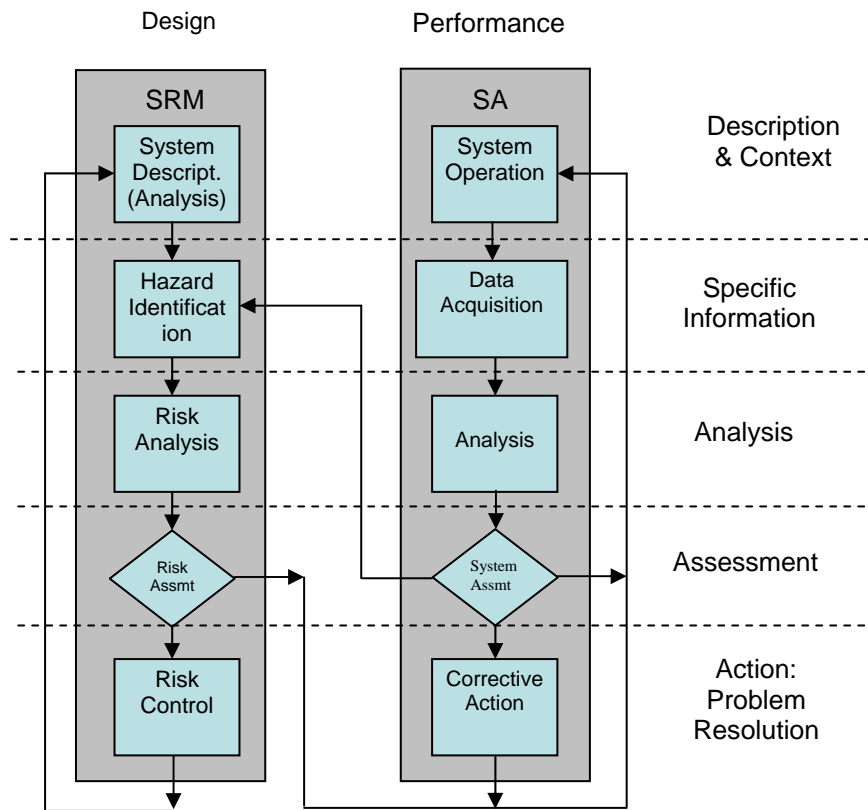 Design
Performance
SRM
SA
System
Descript.
(Analysis)
System
Operation
Description
& Context
Hazard
Identificat
ion
Data
Acquisition
Specific
Information
Risk
Analysis
Analysis
Analysis
Risk
Assmt
System
Assmt
Assessment
Risk
Control
Corrective
Action
Action:
Problem
Resolution